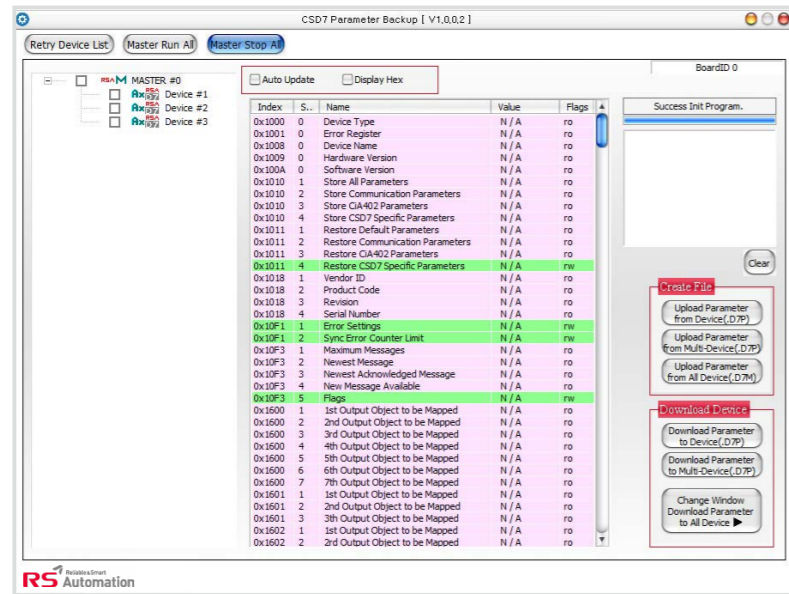 CSD7 Parameter Backup [ V1,0,0,2 ]
Retry Device List Master Run All Master Stop All
BoardID 0
RSA M MASTER #0
Ax RSA Device #1
Ax RSA Device #2
Ax RSA Device #3
Auto Update Display Hex
Index S.. Name Value Flags
0x1000 0 Device Type N / A ro
0x1001 0 Error Register N / A ro
0x1008 0 Device Name N / A ro
0x1009 0 Hardware Version N / A ro
0x100A 0 Software Version N / A ro
0x1010 1 Store All Parameters N / A ro
0x1010 2 Store Communication Parameters N / A ro
0x1010 3 Store CiA402 Parameters N / A ro
0x1010 4 Store CSD7 Specific Parameters N / A ro
0x1011 1 Restore Default Parameters N / A ro
0x1011 2 Restore Communication Parameters N / A ro
0x1011 3 Restore CiA402 Parameters N / A ro
0x1011 4 Restore CSD7 Specific Parameters N / A rw
0x1018 1 Vendor ID N / A ro
0x1018 2 Product Code N / A ro
0x1018 3 Revision N / A ro
0x1018 4 Serial Number N / A ro
0x10F1 1 Error Settings N / A rw
0x10F1 2 Sync Error Counter Limit N / A rw
0x10F3 1 Maximum Messages N / A ro
0x10F3 2 Newest Message N / A ro
0x10F3 3 Newest Acknowledged Message N / A ro
0x10F3 4 New Message Available N / A ro
0x10F3 5 Flags N / A rw
0x1600 1 1st Output Object to be Mapped N / A ro
0x1600 2 2nd Output Object to be Mapped N / A ro
0x1600 3 3rd Output Object to be Mapped N / A ro
0x1600 4 4th Output Object to be Mapped N / A ro
0x1600 5 5th Output Object to be Mapped N / A ro
0x1600 6 6th Output Object to be Mapped N / A ro
0x1600 7 7th Output Object to be Mapped N / A ro
0x1601 1 1st Output Object to be Mapped N / A ro
0x1601 2 2nd Output Object to be Mapped N / A ro
0x1601 3 3th Output Object to be Mapped N / A ro
0x1602 1 1st Output Object to be Mapped N / A ro
0x1602 2 2rd Output Object to be Mapped N / A ro
Success Init Program.
Clear
Create File
Upload Parameter
from Device(.D7P)
Upload Parameter
from Multi-Device(.D7P)
Upload Parameter
from All Device(.D7M)
Download Device
Download Parameter
to Device(.D7P)
Download Parameter
to Multi-Device(.D7P)
Change Window
Download Parameter
to All Device ▶
RS Reliable & Smart
Automation